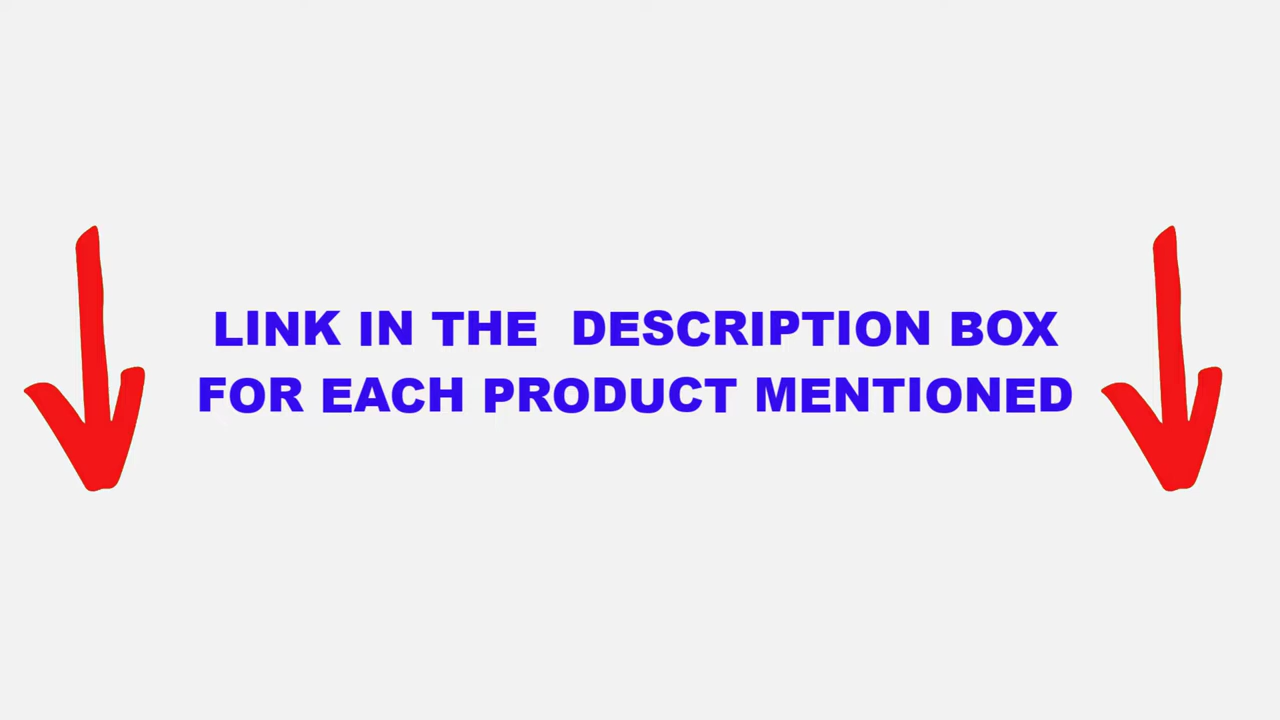 LINK IN THE  DESCRIPTION BOX
FOR EACH PRODUCT MENTIONED